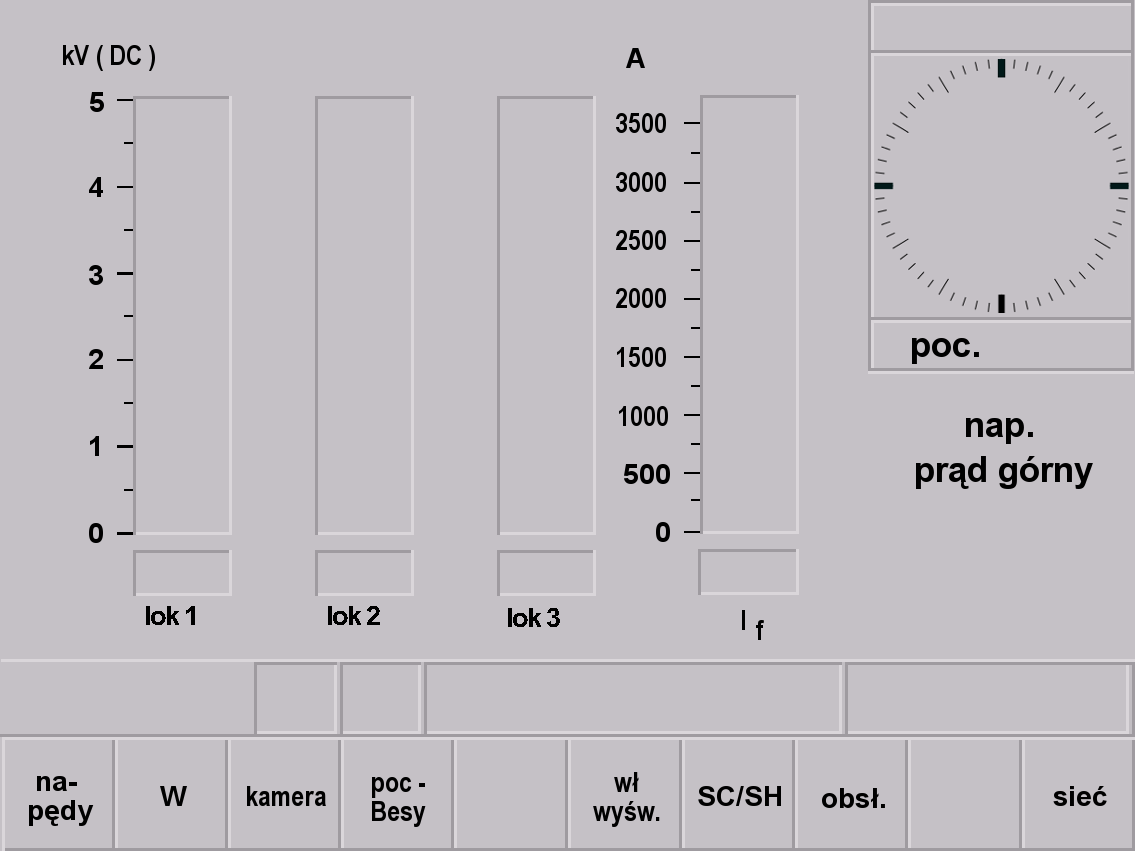 kV ( DC )
5
4
3
2
1
0
lok 1
lok 2
lok 3
A
3500
3000
2500
2000
1500
1000
500
0
I f
poc.
nap.
prąd górny
na-
pędy
W
kamera
poc -
Besy
wł
wyśw.
SC/SH
obsł.
sieć